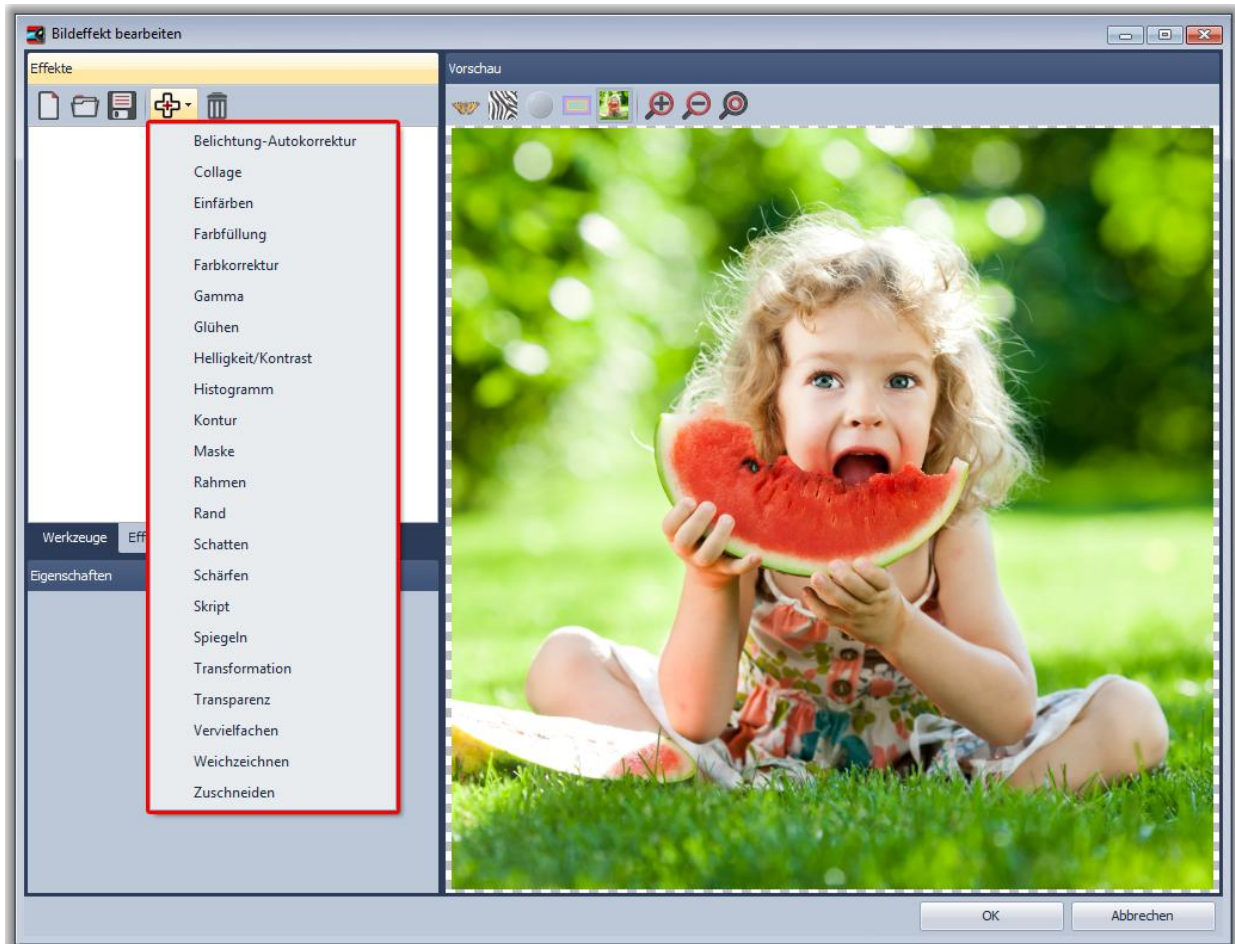 Bildeffekt bearbeiten
Effekte
Vorschau
Belichtung-Autokorrektur
Collage
Einfärben
Farbfüllung
Farbkorrektur
Gamma
Glühen
Helligkeit/Kontrast
Histogramm
Kontur
Maske
Rahmen
Rand
Schatten
Schärfen
Skript
Spiegeln
Transformation
Transparenz
Vervielfachen
Weichzeichnen
Zuschneiden
Werkzeuge Eff
Eigenschaften
OK Abbrechen